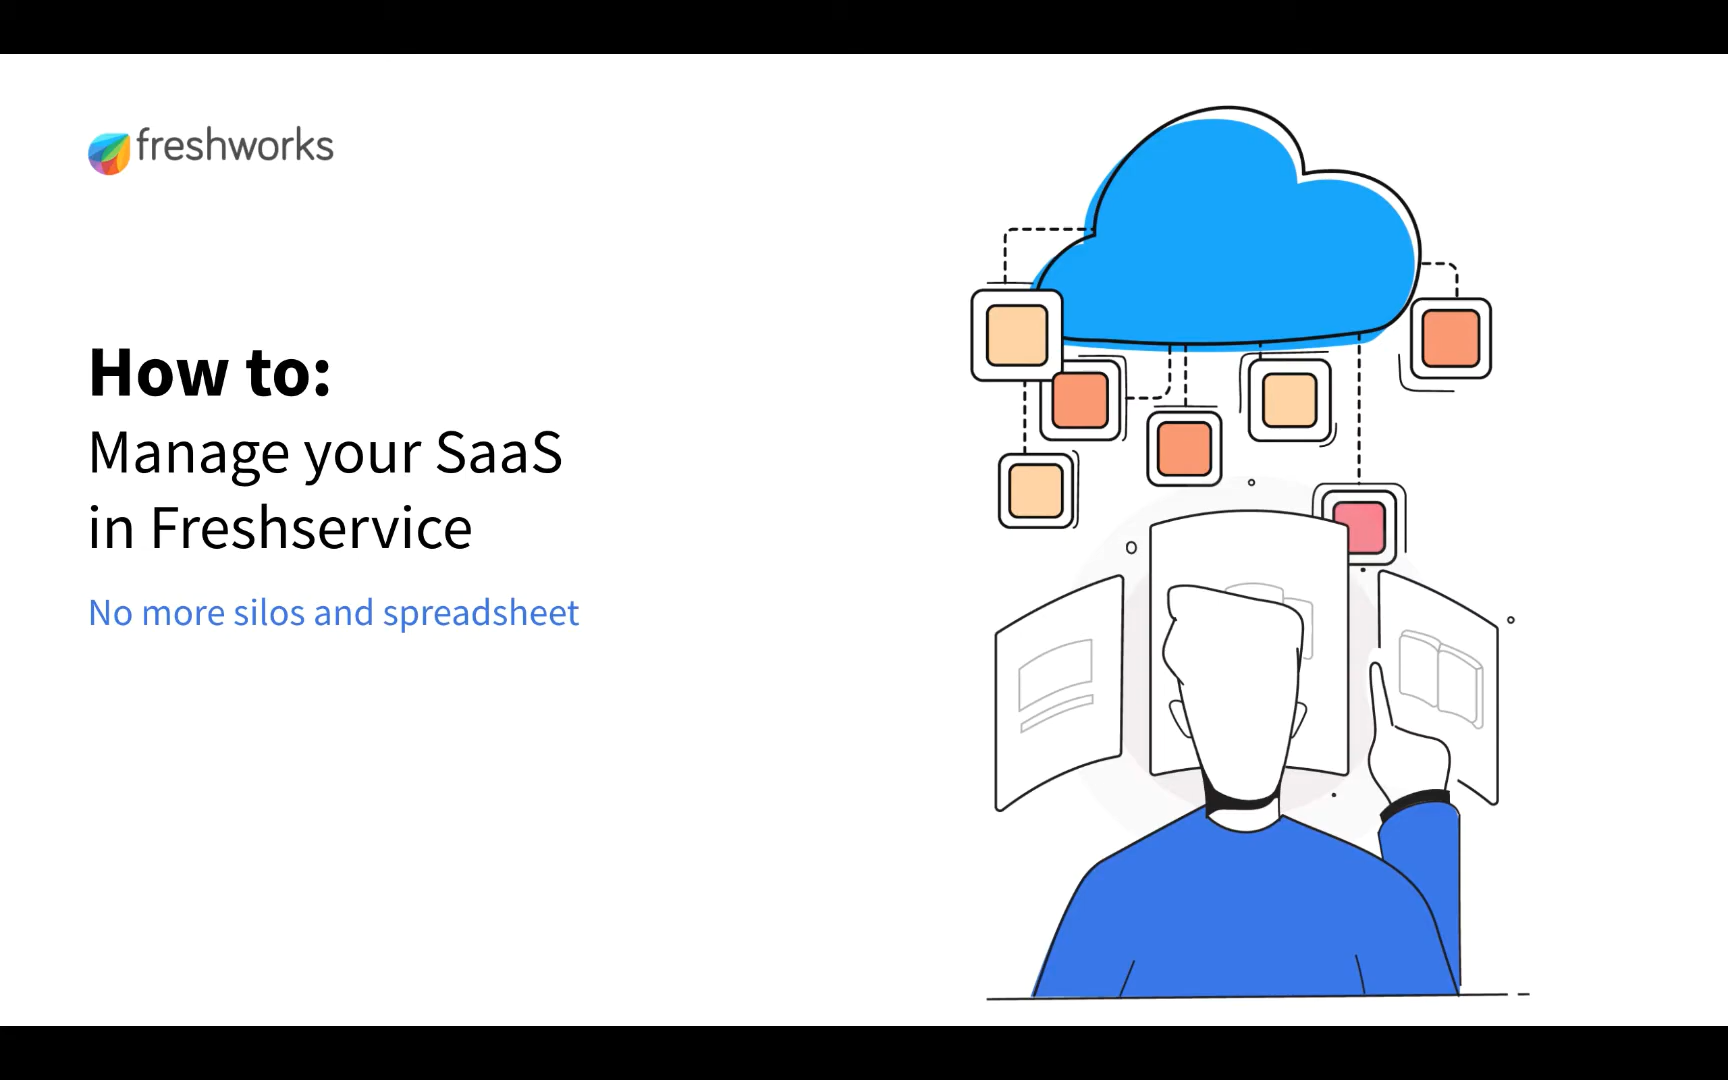 freshworks
How to:
Manage your SaaS
in Freshservice
No more silos and spreadsheet